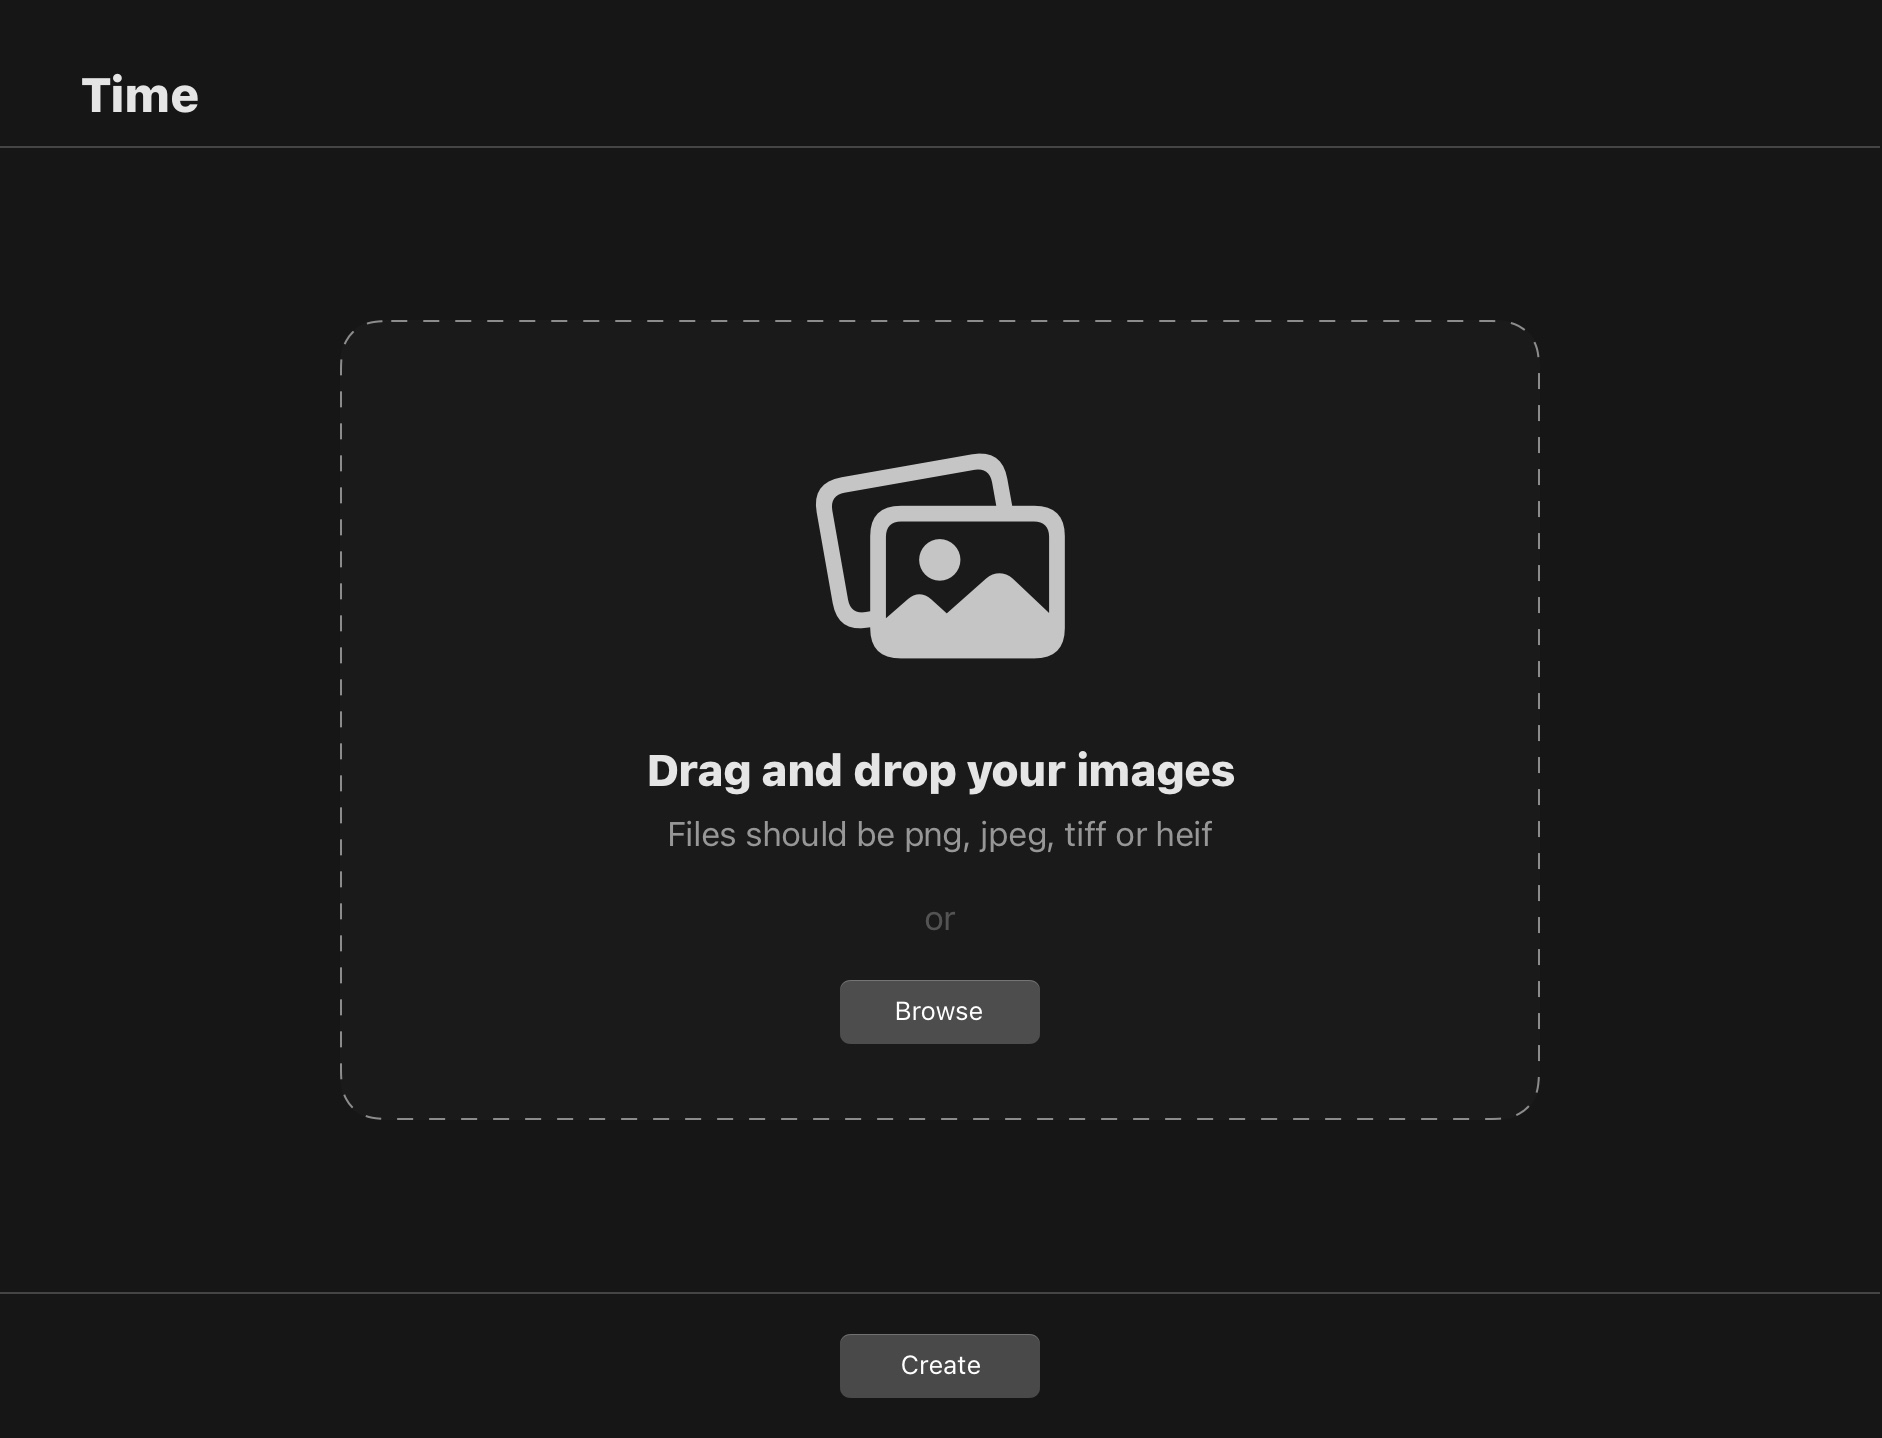 Time
Drag and drop your images
Files should be png, jpeg, tiff or heif
or
Browse
Create